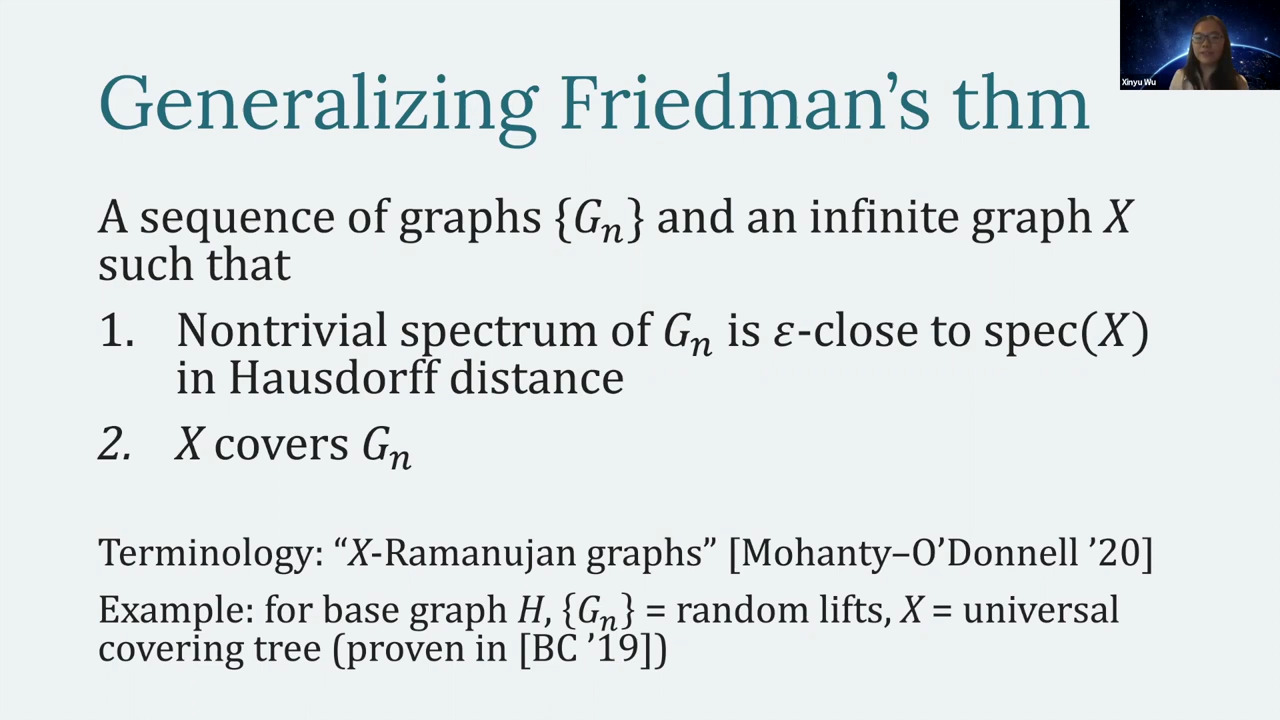 Generalizing Friedman’s thm
Xinyu Wu
A sequence of graphs {𝐺ₙ} and an infinite graph 𝑋
such that
1. Nontrivial spectrum of 𝐺ₙ is 𝜀-close to spec(𝑋)
in Hausdorff distance
2. 𝑋 covers 𝐺ₙ
Terminology: “𝑋-Ramanujan graphs” [Mohanty–O’Donnell ’20]
Example: for base graph 𝐻, {𝐺ₙ} = random lifts, 𝑋 = universal
covering tree (proven in [BC ’19])